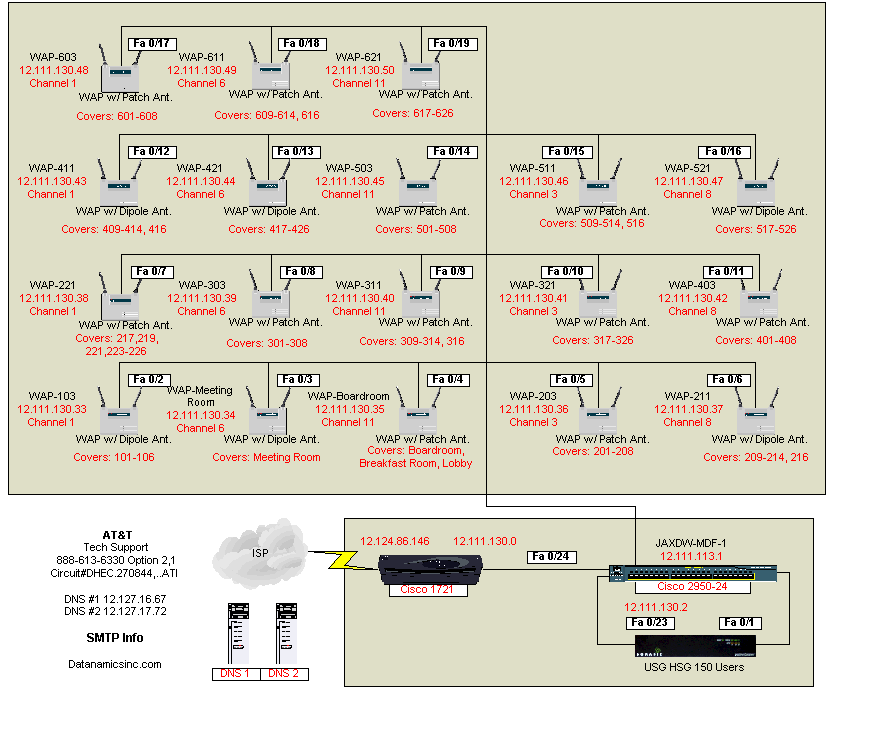 Fa 0/17
Fa 0/18
Fa 0/19
WAP-603
12.111.130.48
Channel 1
WAP w/ Patch Ant.
Covers: 601-608
WAP-611
12.111.130.49
Channel 6
WAP w/ Patch Ant.
Covers: 609-614, 616
WAP-621
12.111.130.50
Channel 11
WAP w/ Patch Ant.
Covers: 617-626
Fa 0/12
Fa 0/13
Fa 0/14
Fa 0/15
Fa 0/16
WAP-411
12.111.130.43
Channel 1
WAP w/ Dipole Ant.
Covers: 409-414, 416
WAP-421
12.111.130.44
Channel 6
WAP w/ Dipole Ant.
Covers: 417-426
WAP-503
12.111.130.45
Channel 11
WAP w/ Patch Ant.
Covers: 501-508
WAP-511
12.111.130.46
Channel 3
WAP w/ Patch Ant.
Covers: 509-514, 516
WAP-521
12.111.130.47
Channel 8
WAP w/ Dipole Ant.
Covers: 517-526
Fa 0/7
Fa 0/8
Fa 0/9
Fa 0/10
Fa 0/11
WAP-221
12.111.130.38
Channel 1
WAP w/ Patch Ant.
Covers: 217,219,
221,223-226
WAP-303
12.111.130.39
Channel 6
WAP w/ Patch Ant.
Covers: 301-308
WAP-311
12.111.130.40
Channel 11
WAP w/ Patch Ant.
Covers: 309-314, 316
WAP-321
12.111.130.41
Channel 3
WAP w/ Patch Ant.
Covers: 317-326
WAP-403
12.111.130.42
Channel 8
WAP w/ Patch Ant.
Covers: 401-408
Fa 0/2
Fa 0/3
Fa 0/4
Fa 0/5
Fa 0/6
WAP-103
12.111.130.33
Channel 1
WAP w/ Dipole Ant.
Covers: 101-106
WAP-Meeting
Room
12.111.130.34
Channel 6
WAP w/ Dipole Ant.
Covers: Meeting Room
WAP-Boardroom
12.111.130.35
Channel 11
WAP w/ Patch Ant.
Covers: Boardroom,
Breakfast Room, Lobby
WAP-203
12.111.130.36
Channel 3
WAP w/ Patch Ant.
Covers: 201-208
WAP-211
12.111.130.37
Channel 8
WAP w/ Dipole Ant.
Covers: 209-214, 216
AT&T
Tech Support
888-613-6330 Option 2,1
Circuit#DHEC.270844,..ATI
DNS #1 12.127.16.67
DNS #2 12.127.17.72
SMTP Info
Datanamicsinc.com
ISP
DNS 1
DNS 2
12.124.86.146
12.111.130.0
Cisco 1721
Fa 0/24
JAXDW-MDF-1
12.111.113.1
Cisco 2950-24
12.111.130.2
Fa 0/23
Fa 0/1
USG HSG 150 Users